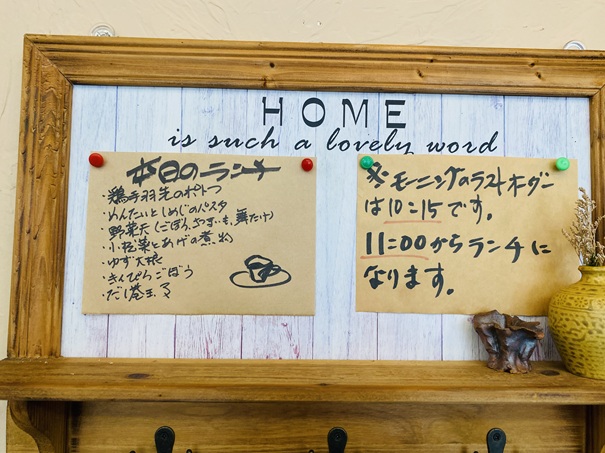 HOME
is such a lovely word
本日のランチ
・鶏手羽先のポトフ
・めんたいとしめじのパスタ
・野菜天(ごぼう、さつまいも、舞たけ)
・小松菜とあげの煮物
・ゆず大根
・きんぴらごぼう
・だし巻玉子
※モーニングのラストオーダー
は10:15です。
11:00からランチに
なります。